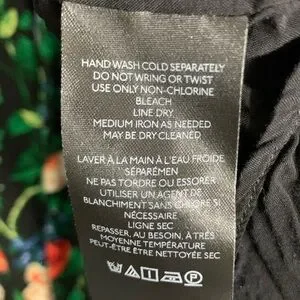 HAND WASH COLD SEPARATELY
DO NOT WRING OR TWIST
USE ONLY NON-CHLORINE
BLEACH
LINE DRY
MEDIUM IRON AS NEEDED
MAY BE DRY CLEANED
LAVER À LA MAIN À L'EAU FROIDE
SÉPARÉMEN
NE PAS TORDRE OU ESSORER
UTILISER UN AGENT DE
BLANCHIMENT SANS CHLORE SI
NÉCESSAIRE
LIGNE SEC
REPASSER, AU BESOIN, À TRÈS
MOYENNE TEMPÉRATURE
PEUT-ÊTRE ÊTRE NETTOYÉE SEC